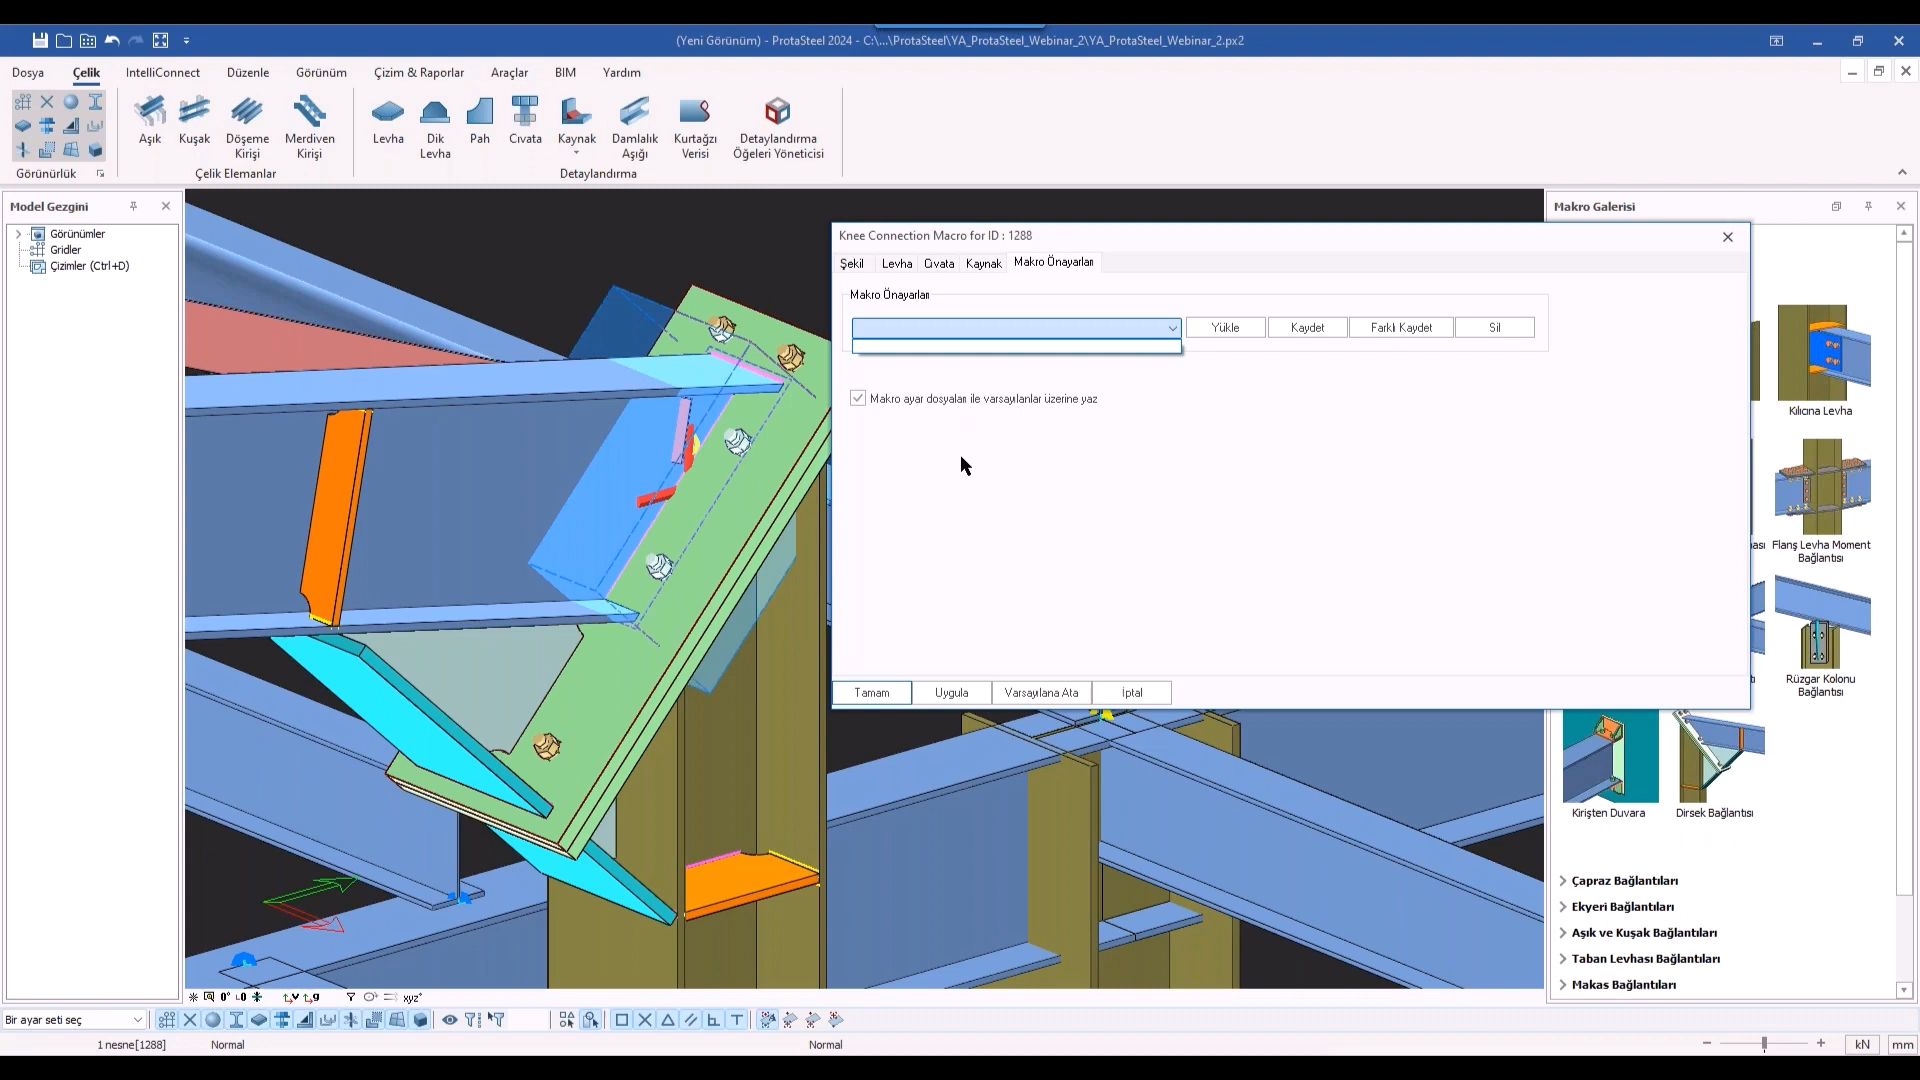 (Yeni Görünüm) - ProtaSteel 2024 - C:\...\ProtaSteel\YA_ProtaSteel_Webinar_2\YA_ProtaSteel_Webinar_2.px2
Dosya Çelik IntelliConnect Düzenle Görünüm Çizim & Raporlar Araçlar BIM Yardım
Aşık Kuşak Döşeme Kirişi Merdiven Kirişi Levha Dik Levha Pah Cıvata Kaynak Damlalık Aşığı Kurtağzı Verisi Detaylandırma Öğeleri Yöneticisi
Görünürlük Çelik Elemanlar Detaylandırma
Model Gezgini
Görünümler
Gridler
Çizimler (Ctrl+D)
Knee Connection Macro for ID : 1288
Şekil Levha Cıvata Kaynak Makro Önayarları
Makro Önayarları
Yükle Kaydet Farklı Kaydet Sil
Makro ayar dosyaları ile varsayılanlar üzerine yaz
Tamam Uygula Varsayılana Ata İptal
Makro Galerisi
Kılıcına Levha
Flanş Levha Moment Bağlantısı
Rüzgar Kolonu Bağlantısı
Kirişten Duvara
Dirsek Bağlantısı
Çapraz Bağlantıları
Ekyeri Bağlantıları
Aşık ve Kuşak Bağlantıları
Taban Levhası Bağlantıları
Makas Bağlantıları
xyz
Bir ayar seti seç
1 nesne[1288] Normal Normal kN mm